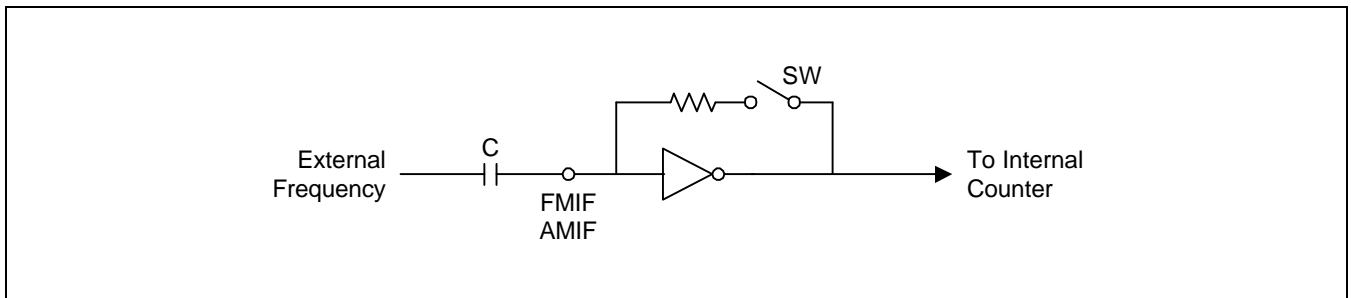 SW
C
External
Frequency
FMIF
AMIF
To Internal
Counter